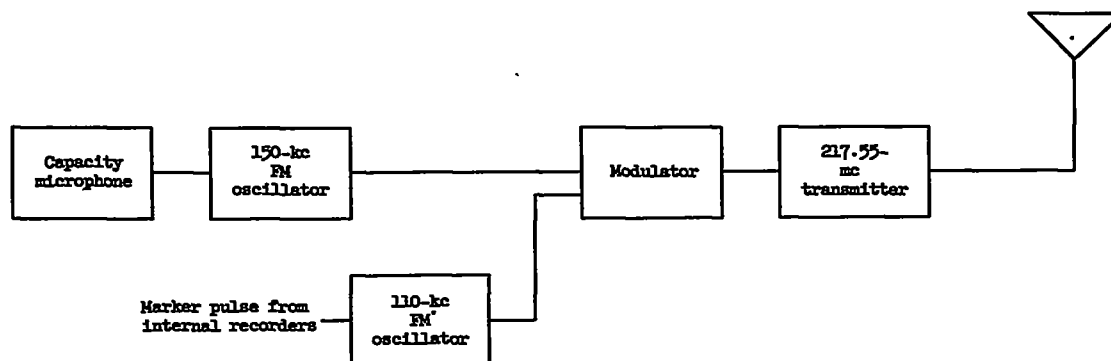 Capacity
microphone
150-kc
FM
oscillator
Modulator
217.55-
mc
transmitter
Marker pulse from
internal recorders
110-kc
FM
oscillator